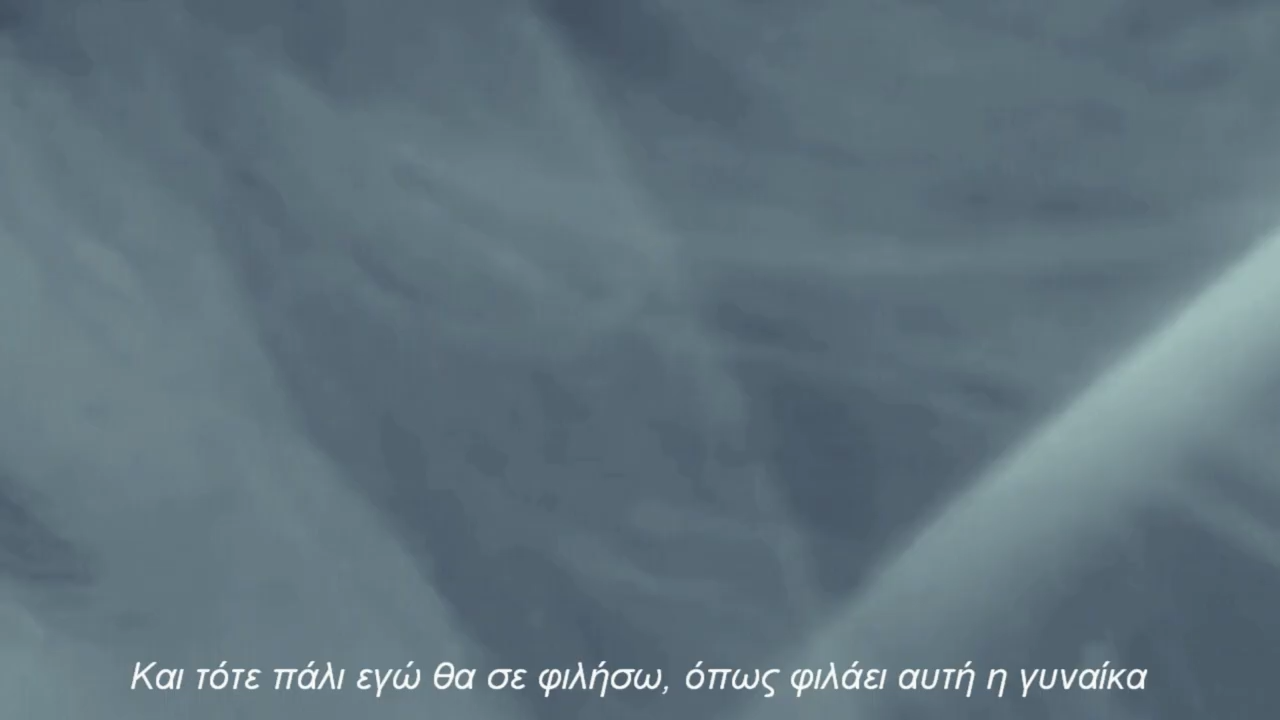 Και τότε πάλι εγώ θα σε φιλήσω, όπως φιλάει αυτή η γυναίκα